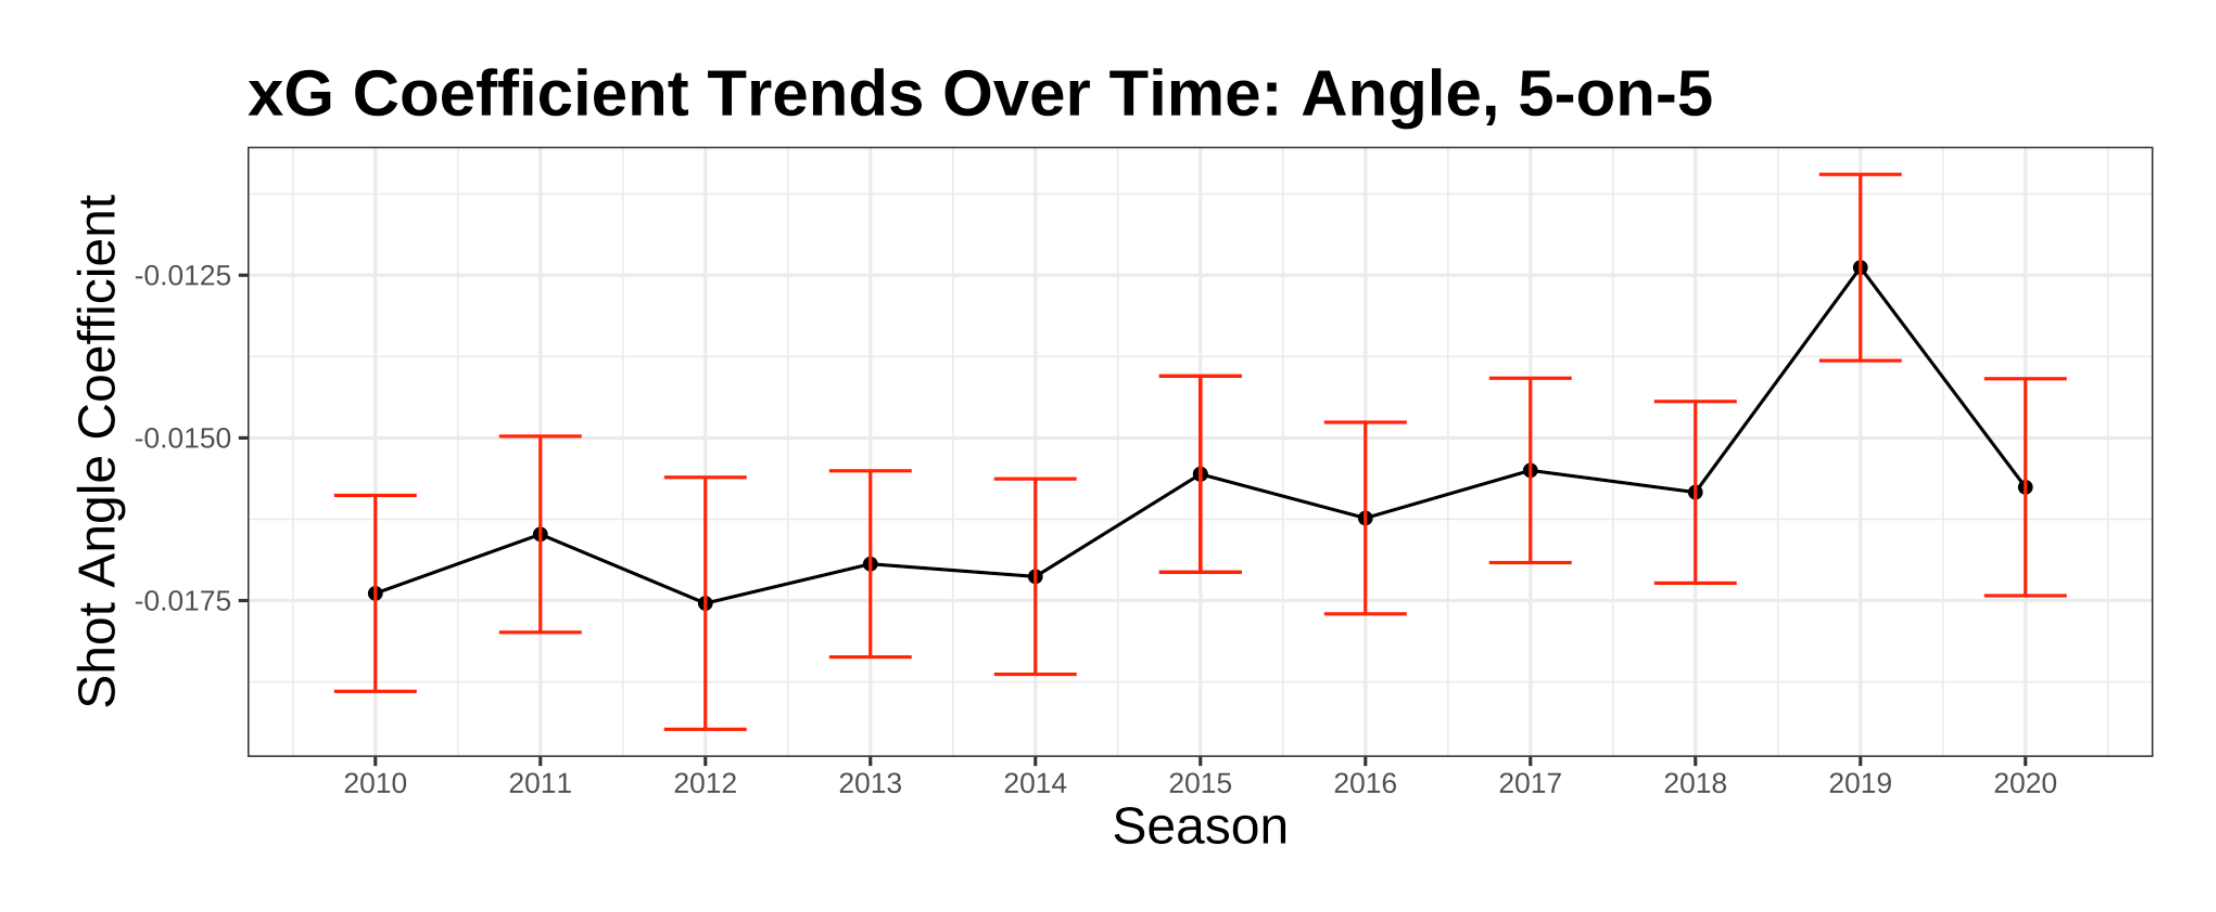 xG Coefficient Trends Over Time: Angle, 5-on-5
Shot Angle Coefficient
-0.0125
-0.0150
-0.0175
2010 2011 2012 2013 2014 2015 2016 2017 2018 2019 2020
Season